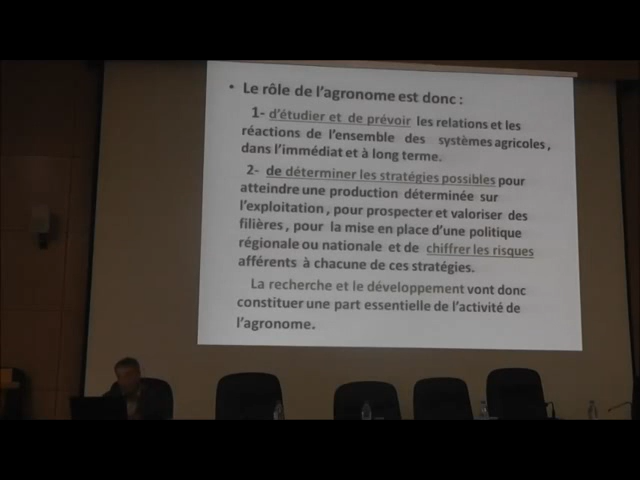 • Le rôle de l'agronome est donc :
1- d'étudier et de prévoir les relations et les
réactions de l'ensemble des systèmes agricoles,
dans l'immédiat et à long terme.
2- de déterminer les stratégies possibles pour
atteindre une production déterminée sur
l'exploitation, pour prospecter et valoriser des
filières, pour la mise en place d'une politique
régionale ou nationale et de chiffrer les risques
afférents à chacune de ces stratégies.
La recherche et le développement vont donc
constituer une part essentielle de l'activité de
l'agronome.